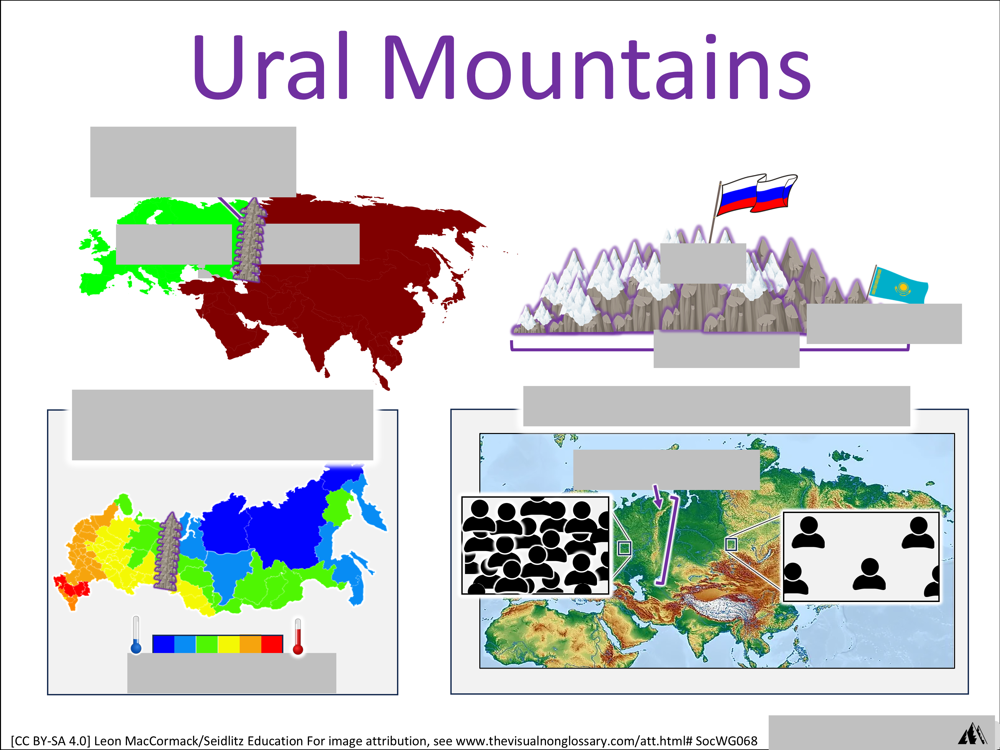 Ural Mountains
[CC BY-SA 4.0] Leon MacCormack/Seidlitz Education For image attribution, see www.thevisualnonglossary.com/att.html# SocWG068